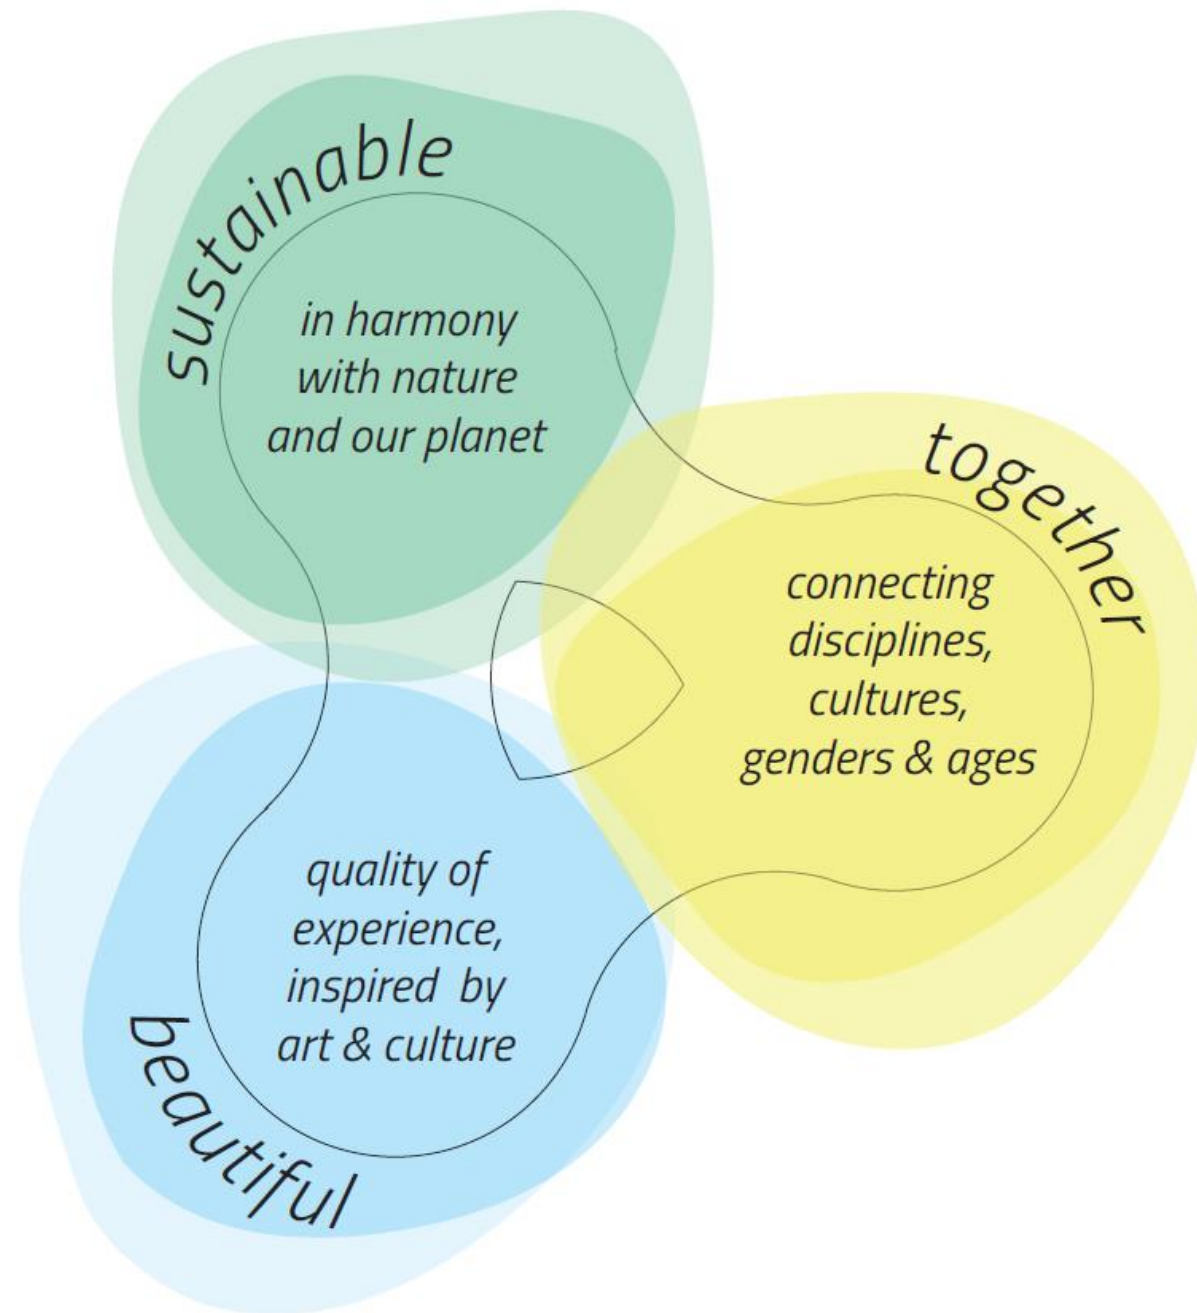 sustainable
in harmony
with nature
and our planet
together
connecting
disciplines,
cultures,
genders & ages
quality of
experience,
inspired by
art & culture
beautiful